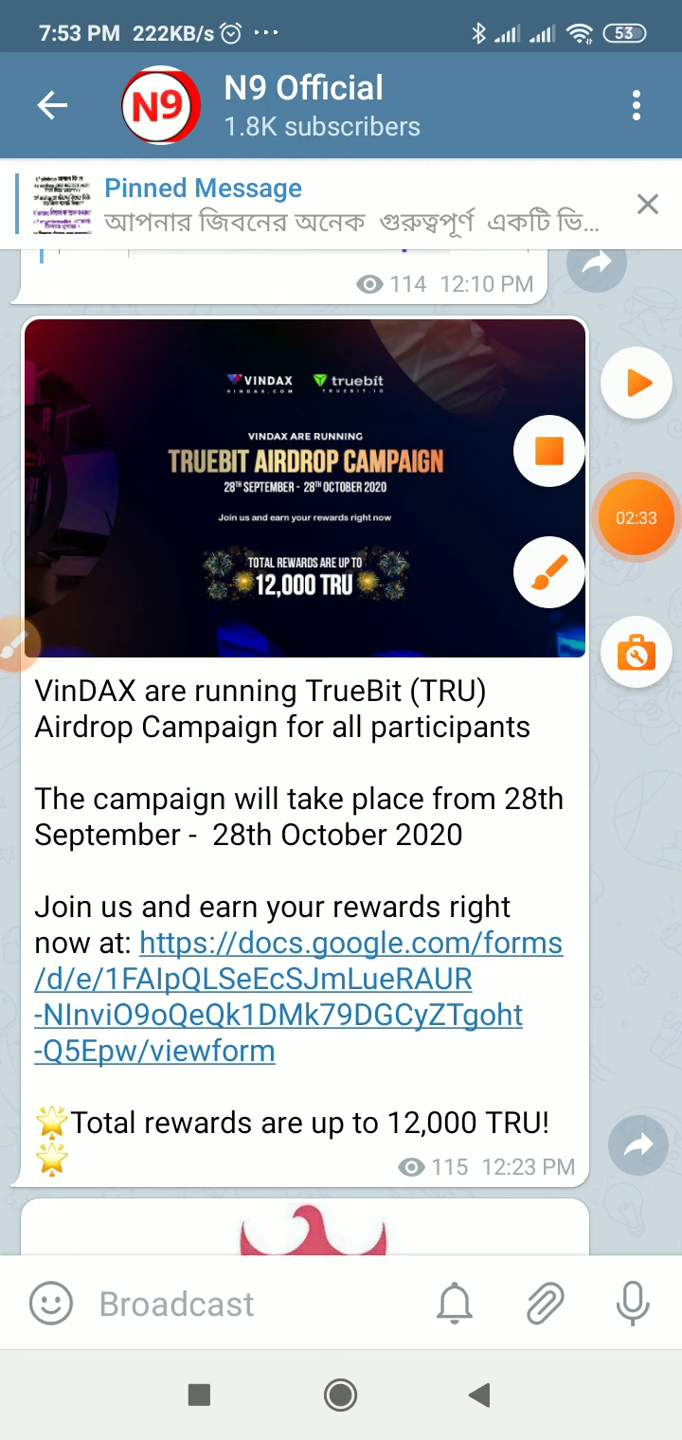 7:53 PM 222KB/s ...
53
N9
N9 Official
1.8K subscribers
Pinned Message
আপনার জিবনের অনেক গুরুত্বপূর্ণ একটি ভি...
114 12:10 PM
VINDAX
VINDAX.COM
truebit
TRUEBIT.IO
VINDAX ARE RUNNING
TRUEBIT AIRDROP CAMPAIGN
28TH SEPTEMBER - 28TH OCTOBER 2020
Join us and earn your rewards right now
TOTAL REWARDS ARE UP TO
12,000 TRU
02:33
VinDAX are running TrueBit (TRU)
Airdrop Campaign for all participants
The campaign will take place from 28th
September - 28th October 2020
Join us and earn your rewards right
now at: https://docs.google.com/forms
/d/e/1FAIpQLSeEcSJmLueRAUR
-NInviO9oQeQk1DMk79DGCyZTgoht
-Q5Epw/viewform
🌟Total rewards are up to 12,000 TRU!
🌟
115 12:23 PM
Broadcast